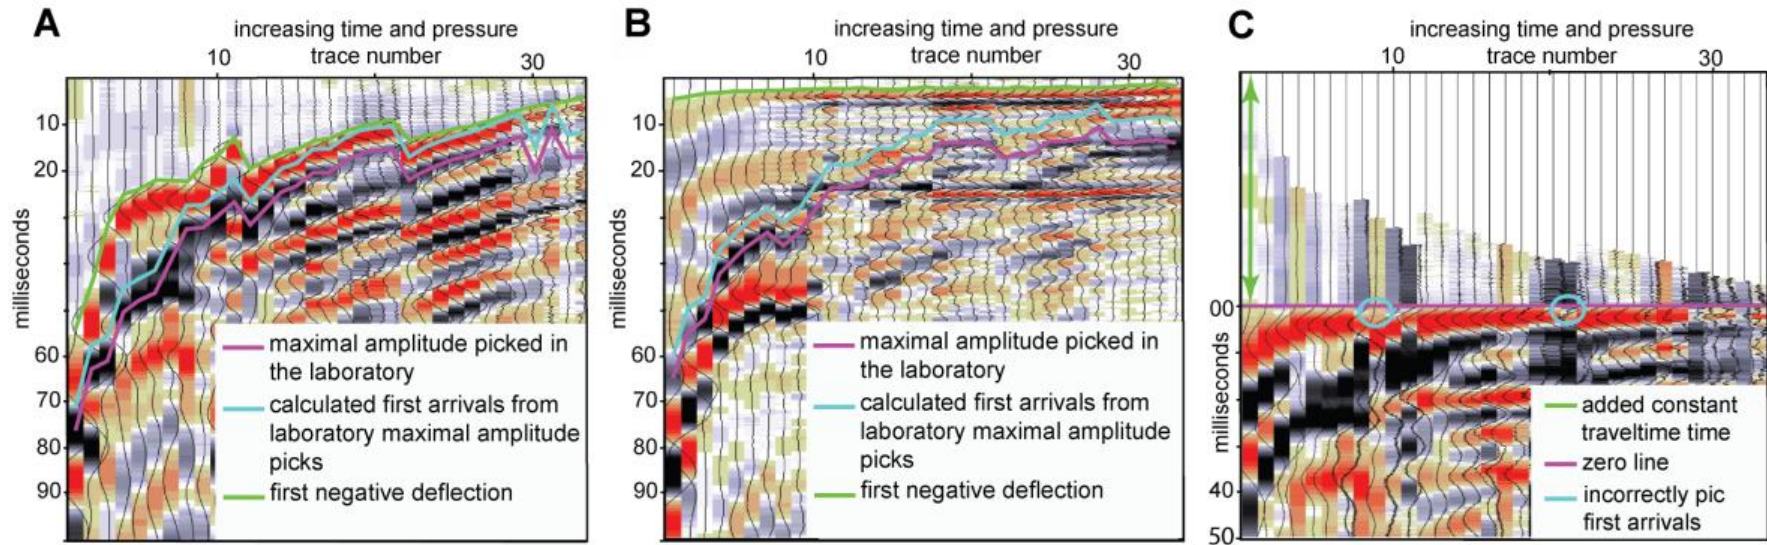 A
increasing time and pressure
trace number
10
30
10
20
milliseconds
60
70
80
90
maximal amplitude picked in
the laboratory
calculated first arrivals from
laboratory maximal amplitude
picks
first negative deflection
B
increasing time and pressure
trace number
10
30
10
20
milliseconds
60
70
80
90
maximal amplitude picked in
the laboratory
calculated first arrivals from
laboratory maximal amplitude
picks
first negative deflection
C
increasing time and pressure
trace number
10
30
00
milliseconds
40
50
added constant
traveltime time
zero line
incorrectly pic
first arrivals